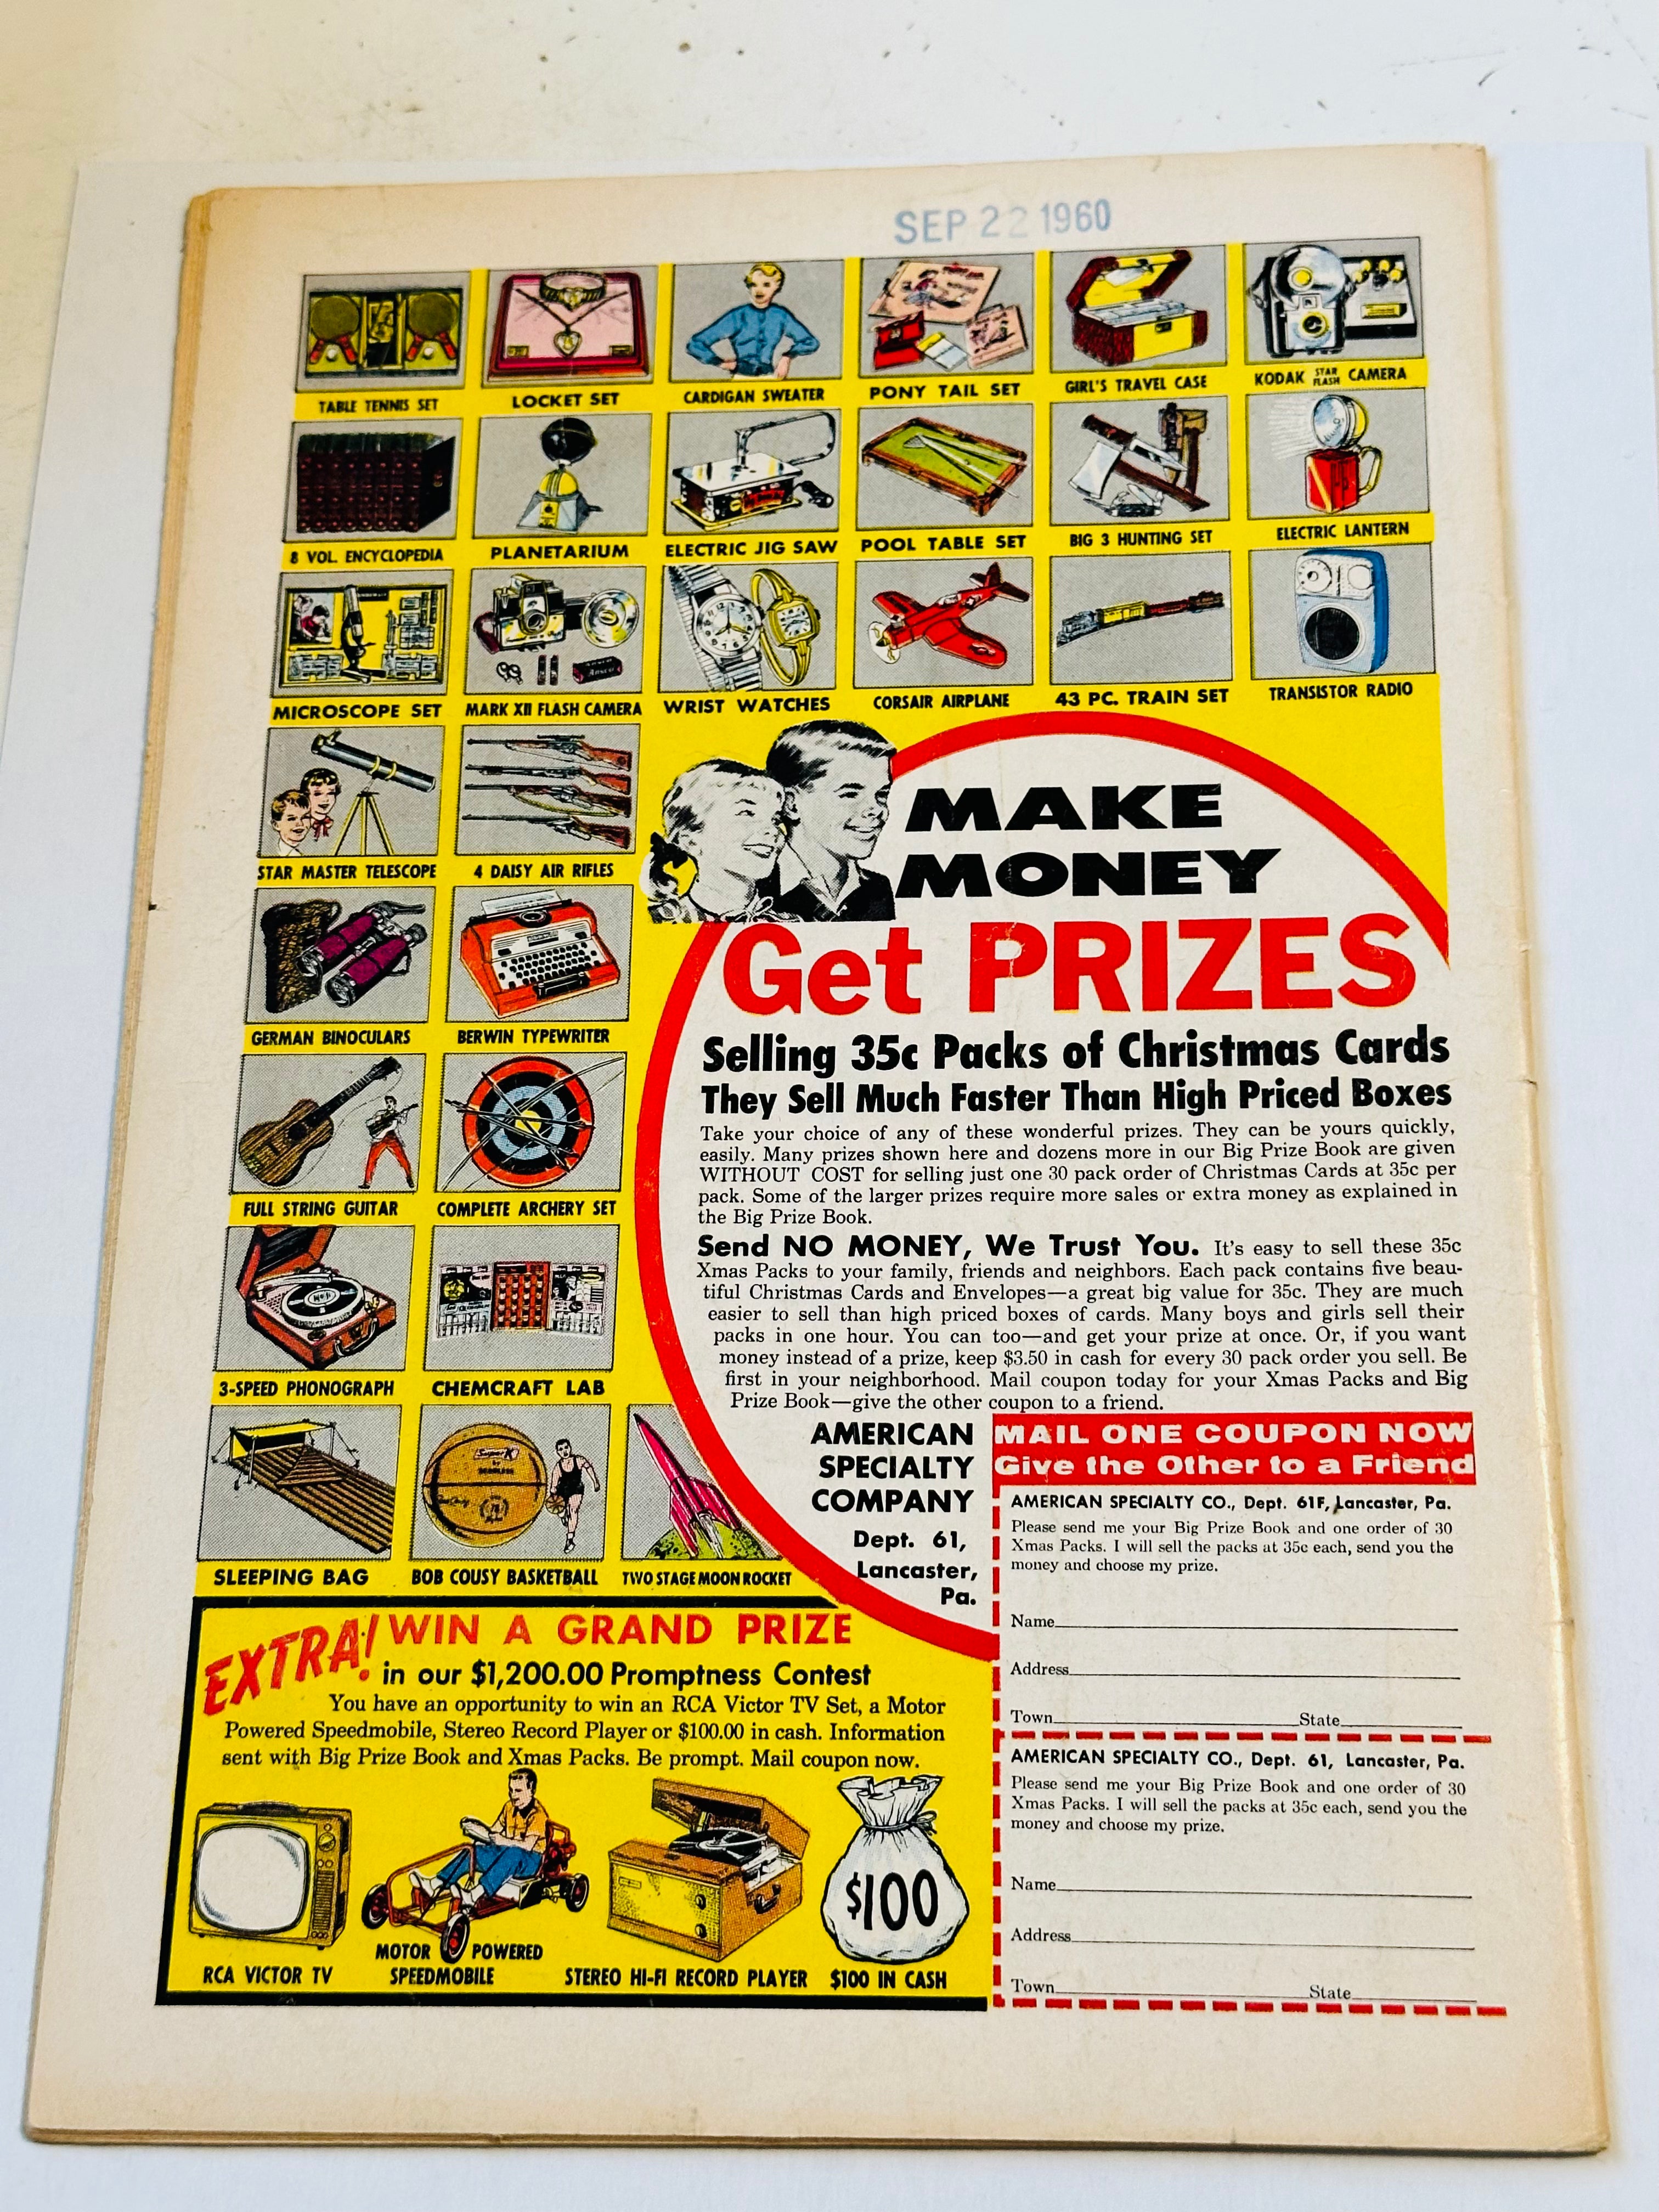 SEP 22 1960
TABLE TENNIS SET
LOCKET SET
CARDIGAN SWEATER
PONY TAIL SET
GIRL'S TRAVEL CASE
KODAK STAR FLASH CAMERA
8 VOL. ENCYCLOPEDIA
PLANETARIUM
ELECTRIC JIG SAW
POOL TABLE SET
BIG 3 HUNTING SET
ELECTRIC LANTERN
MICROSCOPE SET
MARK XII FLASH CAMERA
WRIST WATCHES
CORSAIR AIRPLANE
43 PC. TRAIN SET
TRANSISTOR RADIO
STAR MASTER TELESCOPE
4 DAISY AIR RIFLES
GERMAN BINOCULARS
BERWIN TYPEWRITER
FULL STRING GUITAR
COMPLETE ARCHERY SET
3-SPEED PHONOGRAPH
CHEMCRAFT LAB
SLEEPING BAG
BOB COUSY BASKETBALL
TWO STAGE MOON ROCKET
MAKE
MONEY
Get PRIZES
Selling 35c Packs of Christmas Cards
They Sell Much Faster Than High Priced Boxes
Take your choice of any of these wonderful prizes. They can be yours quickly,
easily. Many prizes shown here and dozens more in our Big Prize Book are given
WITHOUT COST for selling just one 30 pack order of Christmas Cards at 35c per
pack. Some of the larger prizes require more sales or extra money as explained in
the Big Prize Book.
Send NO MONEY, We Trust You. It's easy to sell these 35c
Xmas Packs to your family, friends and neighbors. Each pack contains five beau-
tiful Christmas Cards and Envelopes—a great big value for 35c. They are much
easier to sell than high priced boxes of cards. Many boys and girls sell their
packs in one hour. You can too—and get your prize at once. Or, if you want
money instead of a prize, keep $3.50 in cash for every 30 pack order you sell. Be
first in your neighborhood. Mail coupon today for your Xmas Packs and Big
Prize Book—give the other coupon to a friend.
AMERICAN
SPECIALTY
COMPANY
Dept. 61,
Lancaster,
Pa.
MAIL ONE COUPON NOW
Give the Other to a Friend
AMERICAN SPECIALTY CO., Dept. 61F, Lancaster, Pa.
Please send me your Big Prize Book and one order of 30
Xmas Packs. I will sell the packs at 35c each, send you the
money and choose my prize.
Name
Address
Town State
AMERICAN SPECIALTY CO., Dept. 61, Lancaster, Pa.
Please send me your Big Prize Book and one order of 30
Xmas Packs. I will sell the packs at 35c each, send you the
money and choose my prize.
Name
Address
Town State
EXTRA! WIN A GRAND PRIZE
in our $1,200.00 Promptness Contest
You have an opportunity to win an RCA Victor TV Set, a Motor
Powered Speedmobile, Stereo Record Player or $100.00 in cash. Information
sent with Big Prize Book and Xmas Packs. Be prompt. Mail coupon now.
$100
RCA VICTOR TV
MOTOR POWERED
SPEEDMOBILE
STEREO HI-FI RECORD PLAYER
$100 IN CASH